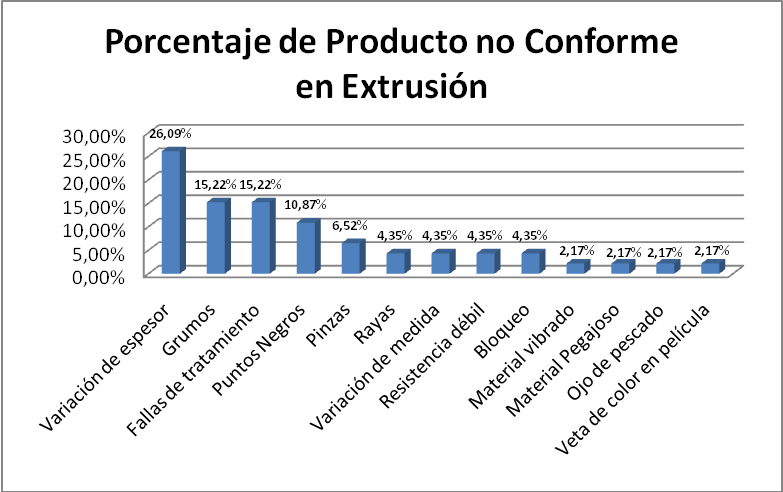 Porcentaje de Producto no Conforme
en Extrusión
30,00%
25,00%
20,00%
15,00%
10,00%
5,00%
0,00%
26,09%
15,22%
15,22%
10,87%
6,52%
4,35%
4,35%
4,35%
4,35%
2,17%
2,17%
2,17%
2,17%
Variación de espesor
Grumos
Fallas de tratamiento
Puntos Negros
Pinzas
Rayas
Variación de medida
Resistencia débil
Bloqueo
Material vibrado
Material Pegajoso
Ojo de pescado
Veta de color en película